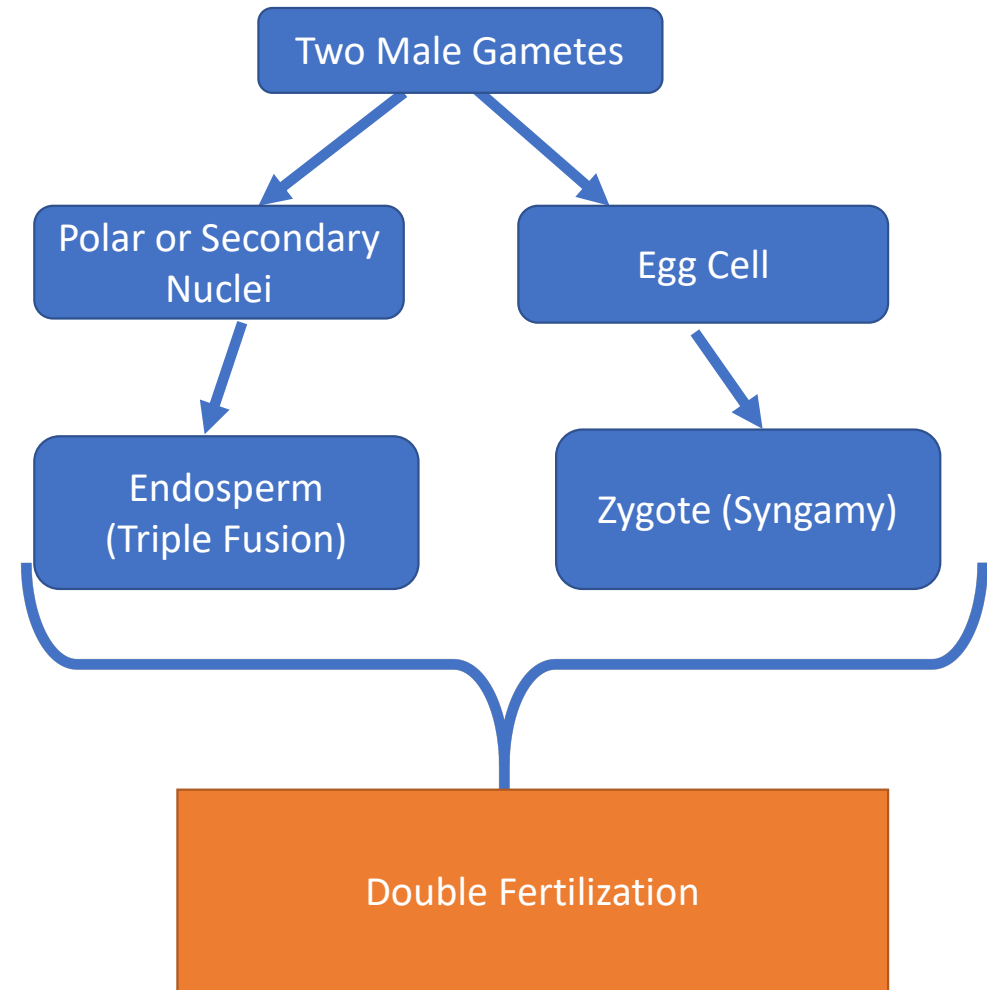 Two Male Gametes
Polar or Secondary
Nuclei
Egg Cell
Endosperm
(Triple Fusion)
Zygote (Syngamy)
Double Fertilization